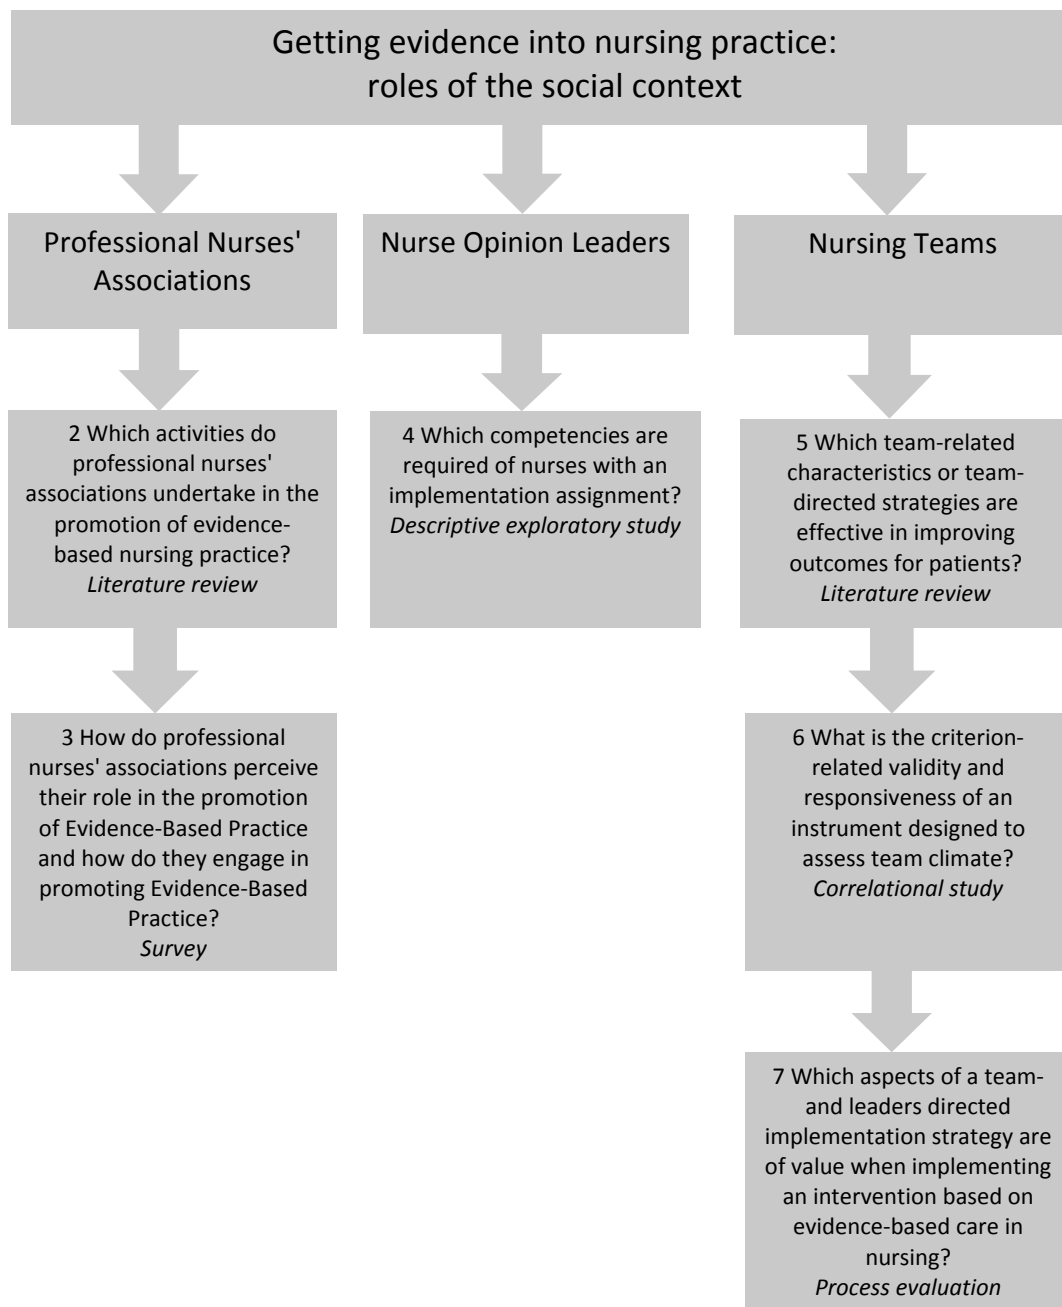 Getting evidence into nursing practice:
roles of the social context
Professional Nurses'
Associations
Nurse Opinion Leaders
Nursing Teams
2 Which activities do
professional nurses'
associations undertake in the
promotion of evidence-
based nursing practice?
Literature review
4 Which competencies are
required of nurses with an
implementation assignment?
Descriptive exploratory study
5 Which team-related
characteristics or team-
directed strategies are
effective in improving
outcomes for patients?
Literature review
3 How do professional
nurses' associations perceive
their role in the promotion
of Evidence-Based Practice
and how do they engage in
promoting Evidence-Based
Practice?
Survey
6 What is the criterion-
related validity and
responsiveness of an
instrument designed to
assess team climate?
Correlational study
7 Which aspects of a team-
and leaders directed
implementation strategy are
of value when implementing
an intervention based on
evidence-based care in
nursing?
Process evaluation